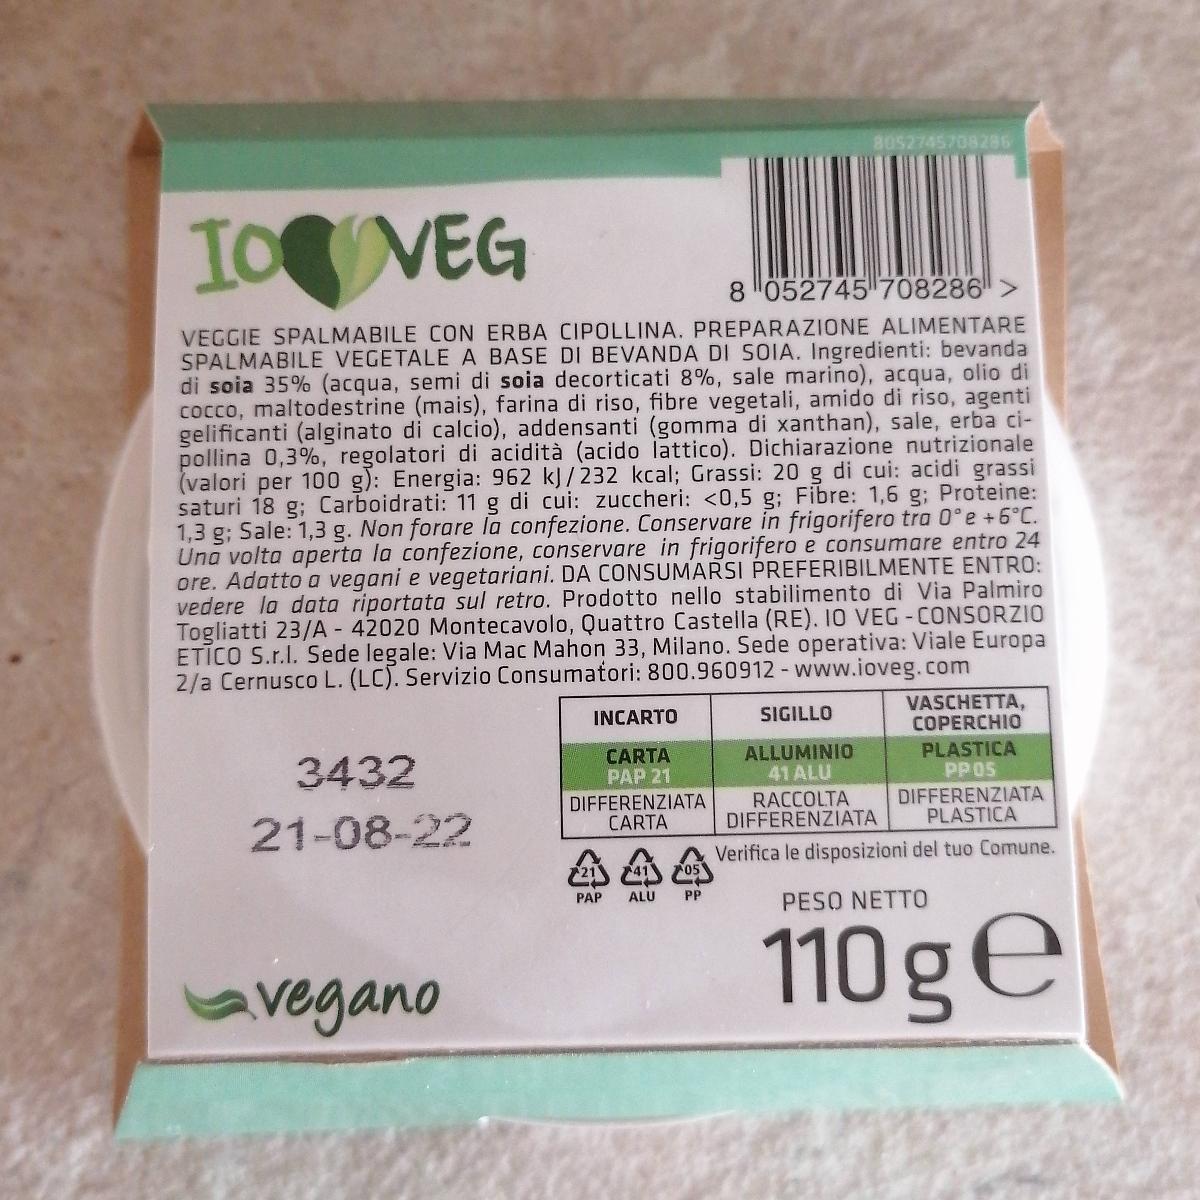 8052745708286
IO VEG
8 052745 708286 >
VEGGIE SPALMABILE CON ERBA CIPOLLINA. PREPARAZIONE ALIMENTARE
SPALMABILE VEGETALE A BASE DI BEVANDA DI SOIA. Ingredienti: bevanda
di soia 35% (acqua, semi di soia decorticati 8%, sale marino), acqua, olio di
cocco, maltodestrine (mais), farina di riso, fibre vegetali, amido di riso, agenti
gelificanti (alginato di calcio), addensanti (gomma di xanthan), sale, erba ci-
pollina 0,3%, regolatori di acidità (acido lattico). Dichiarazione nutrizionale
(valori per 100 g): Energia: 962 kJ/232 kcal; Grassi: 20 g di cui: acidi grassi
saturi 18 g; Carboidrati: 11 g di cui: zuccheri: <0,5 g; Fibre: 1,6 g; Proteine:
1,3 g; Sale: 1,3 g. Non forare la confezione. Conservare in frigorifero tra 0° e +6°C.
Una volta aperta la confezione, conservare in frigorifero e consumare entro 24
ore. Adatto a vegani e vegetariani. DA CONSUMARSI PREFERIBILMENTE ENTRO:
vedere la data riportata sul retro. Prodotto nello stabilimento di Via Palmiro
Togliatti 23/A - 42020 Montecavolo, Quattro Castella (RE). IO VEG - CONSORZIO
ETICO S.r.l. Sede legale: Via Mac Mahon 33, Milano. Sede operativa: Viale Europa
2/a Cernusco L. (LC). Servizio Consumatori: 800.960912 - www.ioveg.com
INCARTO SIGILLO VASCHETTA,
COPERCHIO
CARTA ALLUMINIO PLASTICA
PAP 21 41 ALU PP 05
DIFFERENZIATA RACCOLTA DIFFERENZIATA
CARTA DIFFERENZIATA PLASTICA
3432
21-08-22
21 41 05
PAP ALU PP
Verifica le disposizioni del tuo Comune.
PESO NETTO
110 g e
vegano